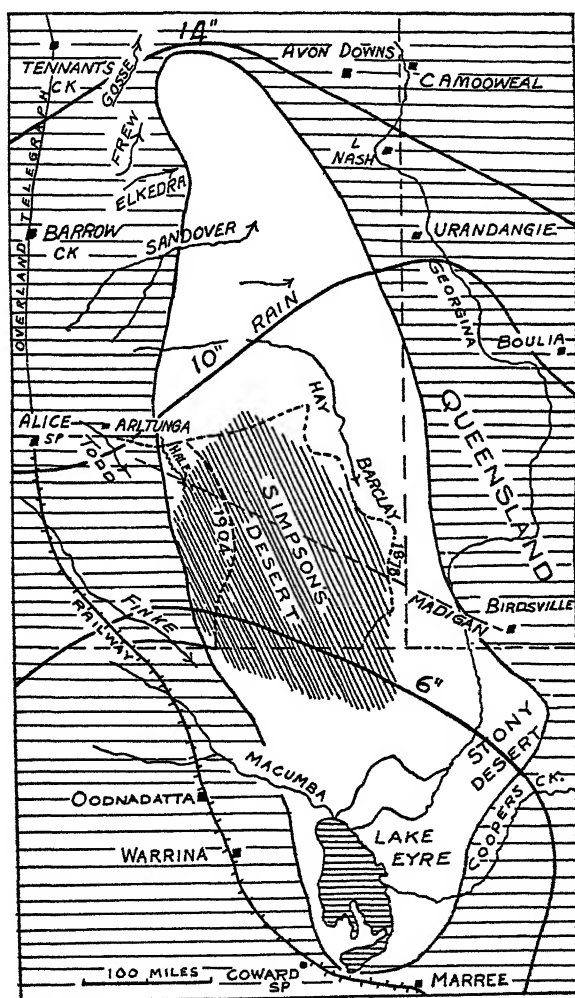 14"
TENNANTS
CK
GOSSE
AVON DOWNS
CAMOOWEAL
FREW
L
NASH
ELKEDRA
OVERLAND TELEGRAPH
BARROW
CK
SANDOVER
URANDANGIE
GEORGINA
10" RAIN
BOULIA
QUEENSLAND
HAY
ALICE
SP
ARLTUNGA
TODD
HALE
BARCLAY
SIMPSONS
DESERT
1904
1878
MADIGAN
BIRDSVILLE
FINKE
RAILWAY
6"
STONY
DESERT
MACUMBA
COOPERS CK.
OODNADATTA
LAKE
EYRE
WARRINA
100 MILES
COWARD
SP
MARREE